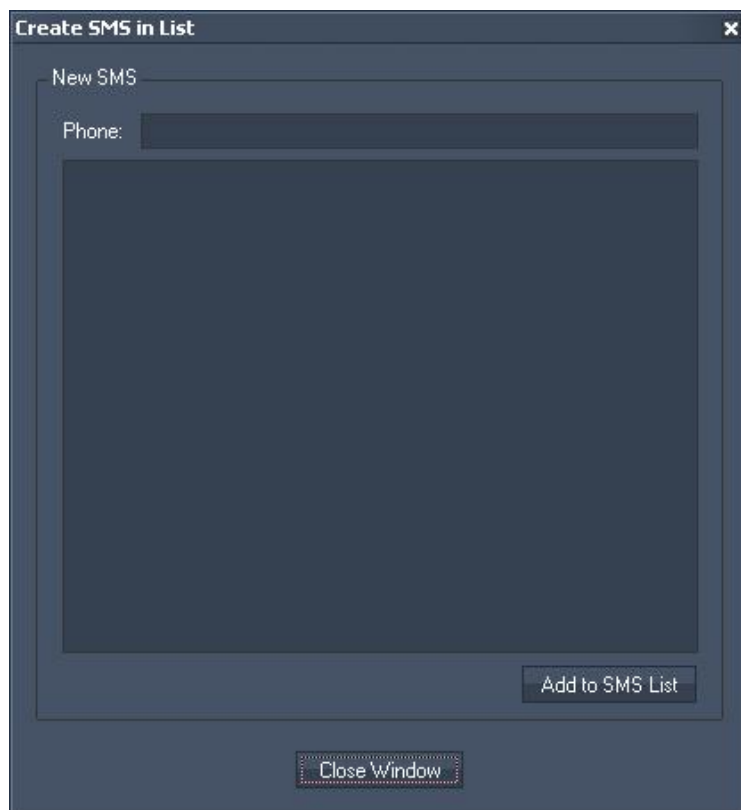 Create SMS in List
New SMS
Phone:
Add to SMS List
Close Window